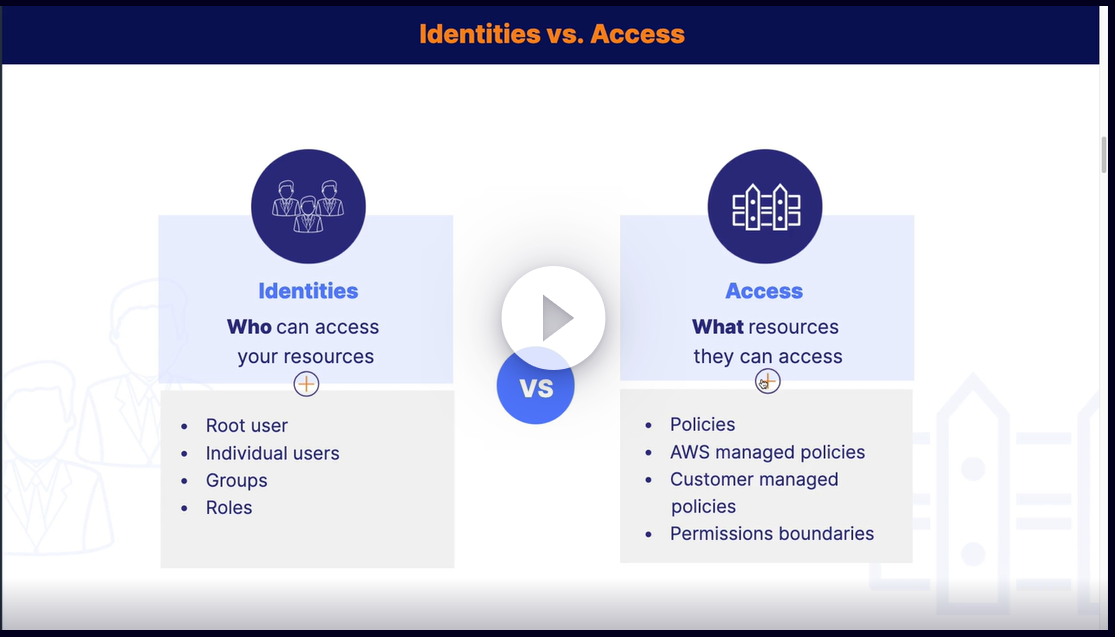 Identities vs. Access
Identities
Who can access
your resources
• Root user
• Individual users
• Groups
• Roles
VS
Access
What resources
they can access
• Policies
• AWS managed policies
• Customer managed
policies
• Permissions boundaries